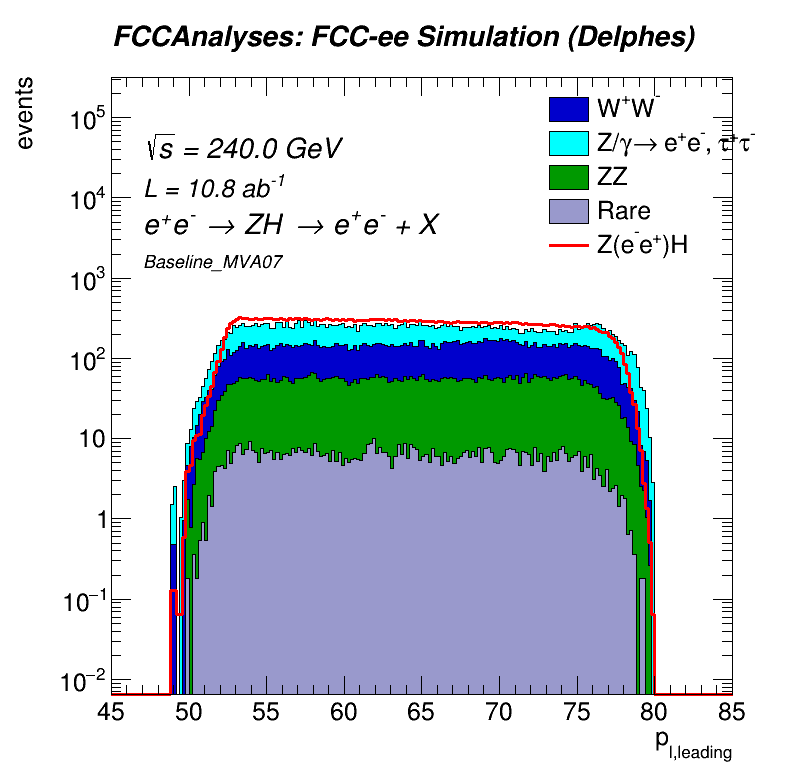 FCCAnalyses: FCC-ee Simulation (Delphes)
events
√s = 240.0 GeV
L = 10.8 ab⁻¹
e⁺e⁻ → ZH → e⁺e⁻ + X
Baseline_MVA07
W⁺W⁻
Z/γ→ e⁺e⁻, τ⁺τ⁻
ZZ
Rare
Z(e⁻e⁺)H
10⁵
10⁴
10³
10²
10
1
10⁻¹
10⁻²
45 50 55 60 65 70 75 80 85
p_l,leading